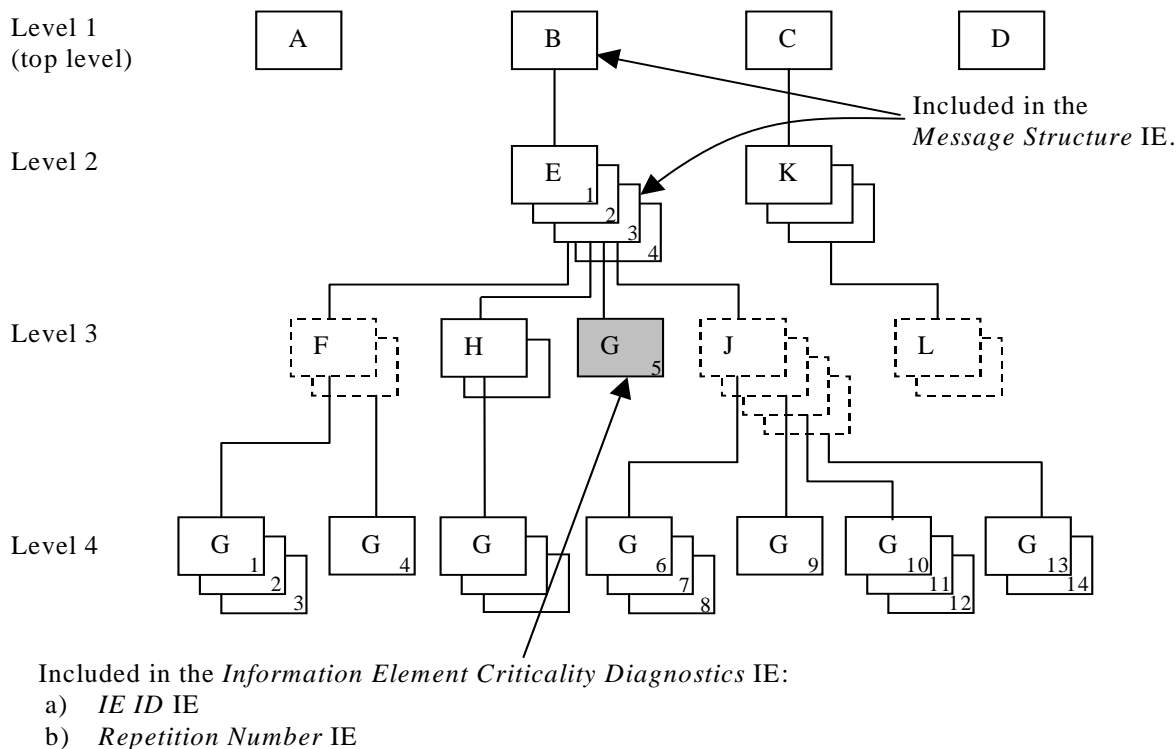 Level 1
(top level)
A
B
C
D
Included in the
Message Structure IE.
Level 2
E
1
2
3
4
K
Level 3
F
H
G
5
J
L
Level 4
G
1
2
3
G
4
G
G
6
7
8
G
9
G
10
11
12
G
13
14
Included in the Information Element Criticality Diagnostics IE:
a) IE ID IE
b) Repetition Number IE